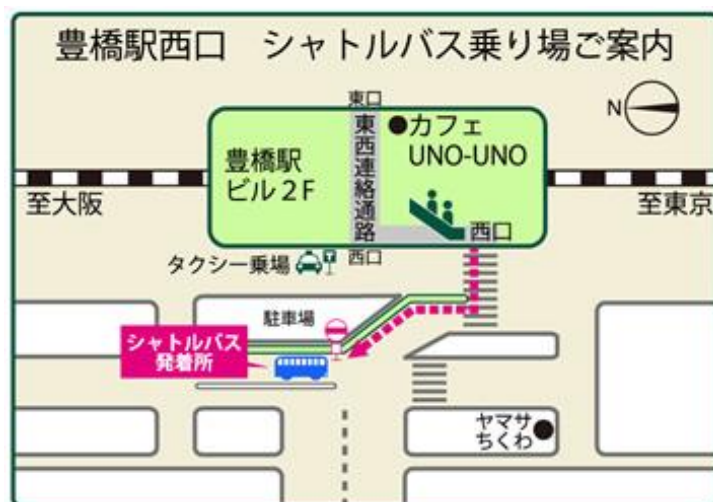 豊橋駅西口　シャトルバス乗り場ご案内
東口
東西連絡通路
●カフェ
UNO-UNO
N
豊橋駅
ビル2F
至大阪
至東京
西口
西口
タクシー乗場
駐車場
シャトルバス
発着所
ヤマサ
ちくわ